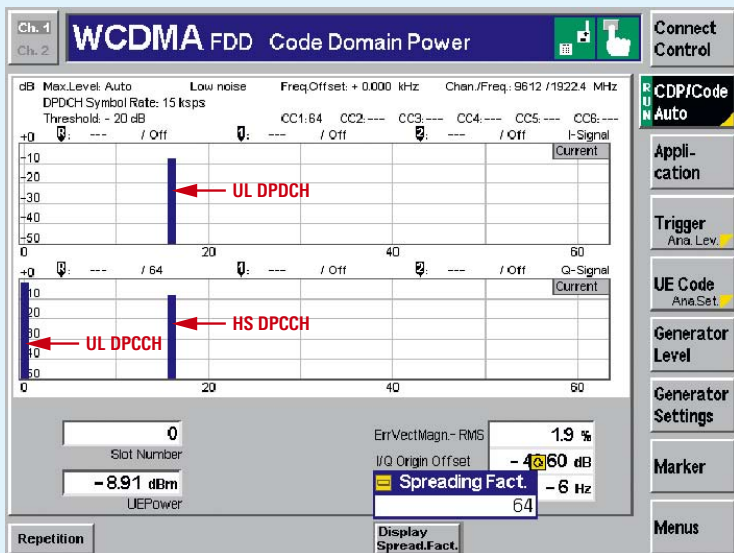 Ch. 1
Ch. 2
WCDMA FDD Code Domain Power
Connect Control
dB Max.Level: Auto Low noise Freq.Offset: + 0.000 kHz Chan./Freq.: 9612 / 1922.4 MHz
DPDCH Symbol Rate: 15 ksps
Threshold: - 20 dB CC1:64 CC2:--- CC3:--- CC4:--- CC5:--- CC6:---
+0 --- / Off --- / Off --- / Off I-Signal
Current
-10
-20
-30
-40
-50
UL DPDCH
0 20 40 60
+0 --- / 64 --- / Off --- / Off Q-Signal
Current
10
20
30
40
50
HS DPCCH
UL DPCCH
0 20 40 60
0
Slot Number
-8.91 dBm
UEPower
ErrVectMagn.- RMS 1.9 %
I/Q Origin Offset 60 dB
- 6 Hz
Spreading Fact.
64
Repetition
Display Spread.Fact.
RUN
CDP/Code Auto
Appli-
cation
Trigger
Ana. Lev.
UE Code
Ana.Set.
Generator Level
Generator Settings
Marker
Menus